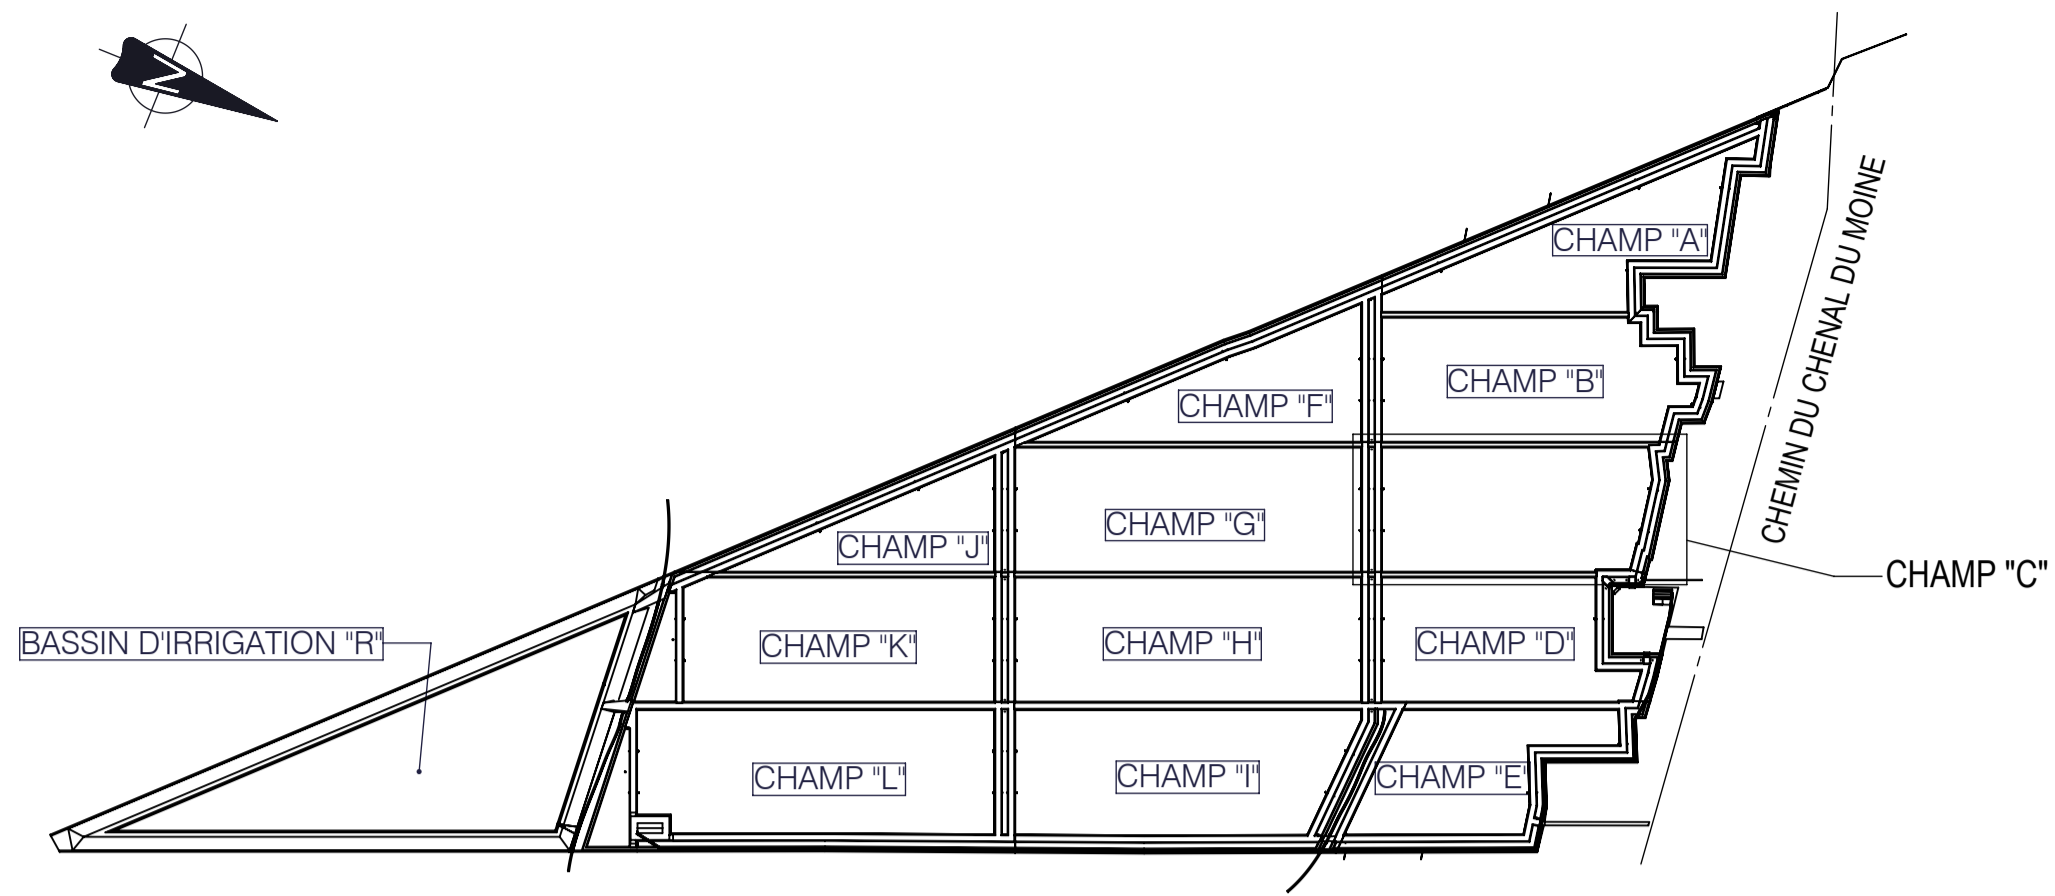 N
CHAMP "A"
CHEMIN DU CHENAL DU MOINE
CHAMP "B"
CHAMP "F"
CHAMP "G"
CHAMP "J"
CHAMP "C"
BASSIN D'IRRIGATION "R"
CHAMP "K"
CHAMP "H"
CHAMP "D"
CHAMP "L"
CHAMP "I"
CHAMP "E"